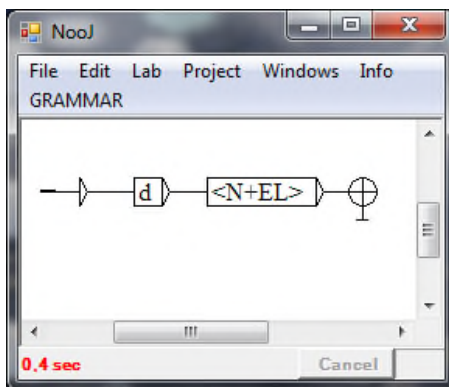 NooJ
File Edit Lab Project Windows Info
GRAMMAR
d <N+EL>
0,4 sec Cancel